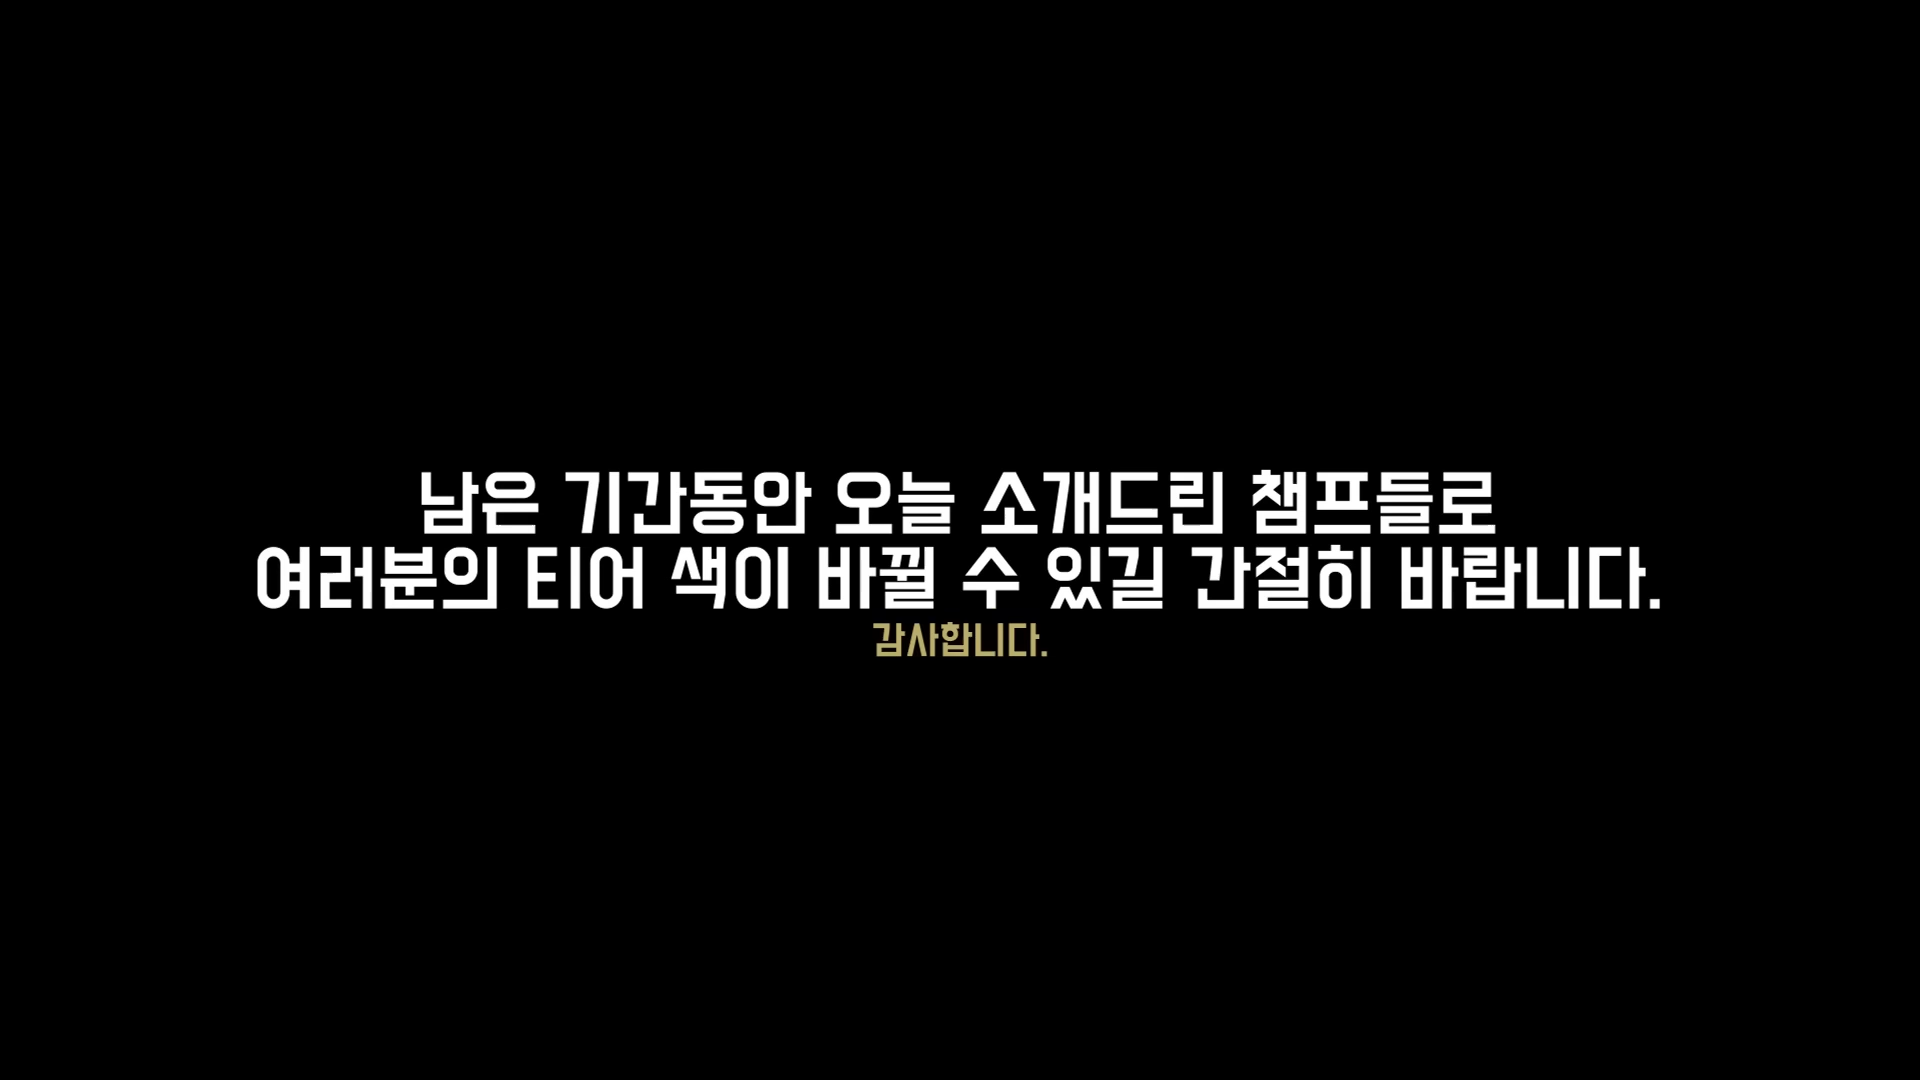 남은 기간동안 오늘 소개드린 챔프들로
여러분의 티어 색이 바뀔 수 있길 간절히 바랍니다.
감사합니다.